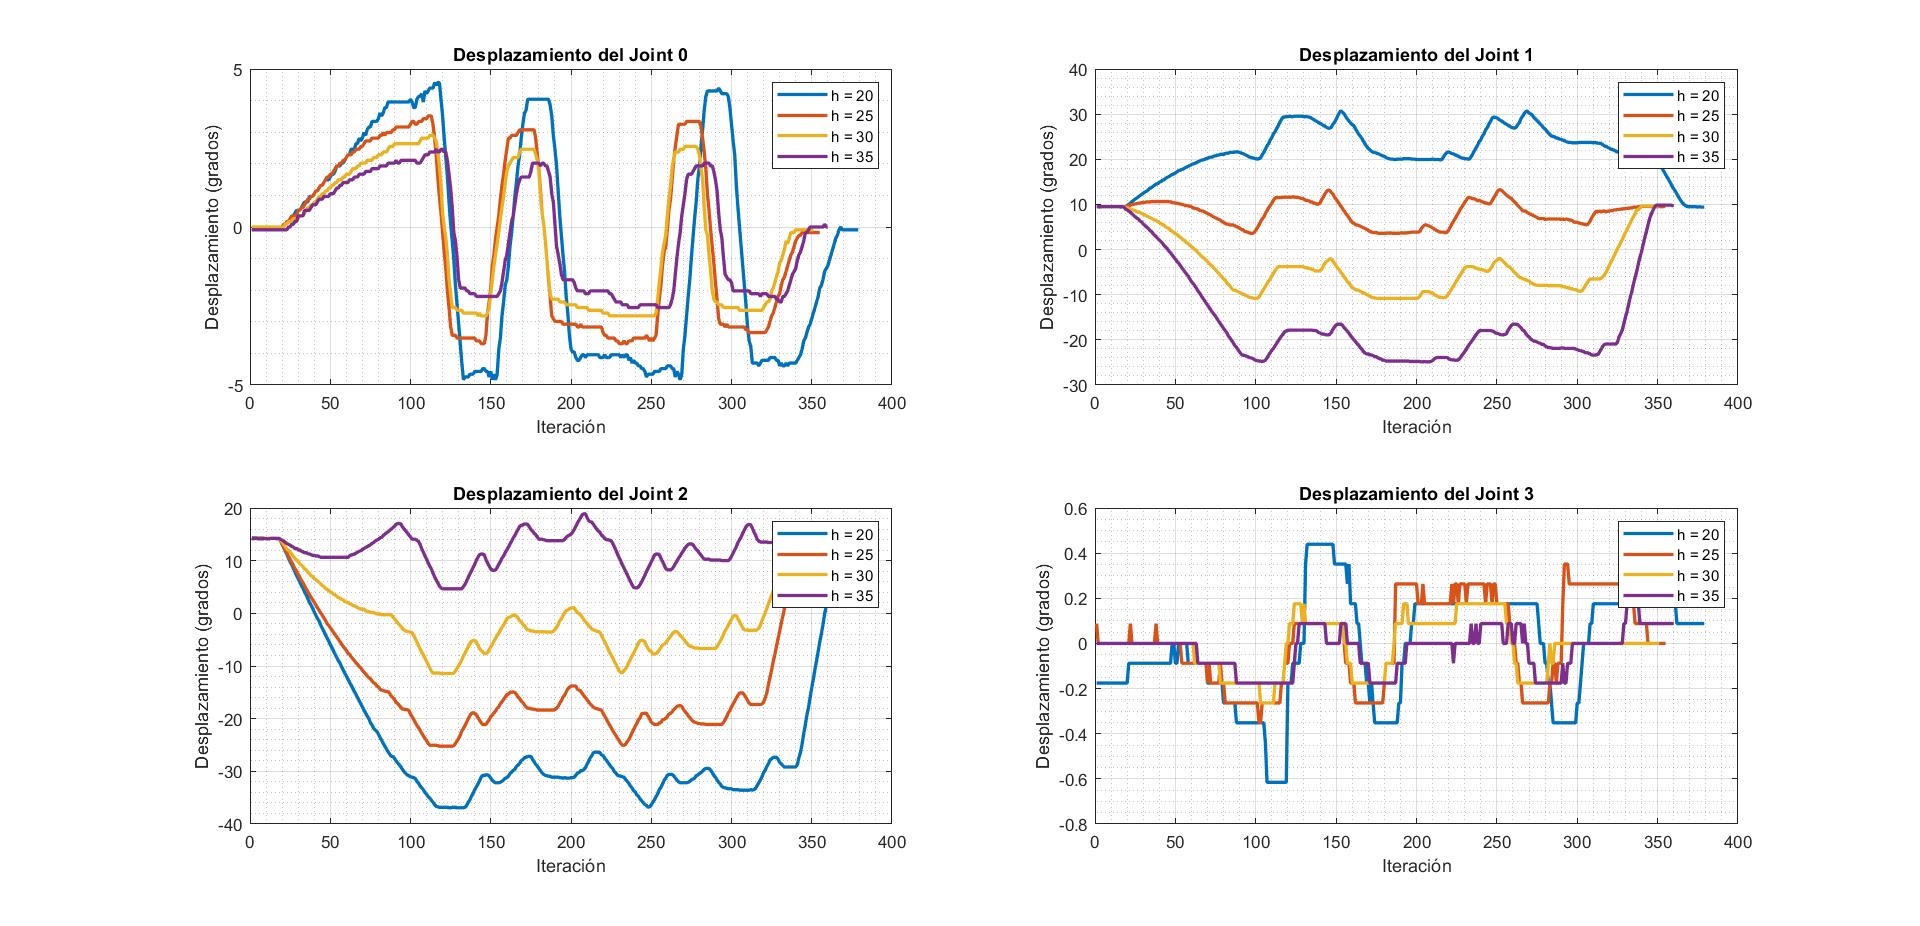 Desplazamiento del Joint 0
Desplazamiento (grados)
5
0
-5
0 50 100 150 200 250 300 350 400
Iteración
h = 20
h = 25
h = 30
h = 35
Desplazamiento del Joint 1
Desplazamiento (grados)
40
30
20
10
0
-10
-20
-30
0 50 100 150 200 250 300 350 400
Iteración
h = 20
h = 25
h = 30
h = 35
Desplazamiento del Joint 2
Desplazamiento (grados)
20
10
0
-10
-20
-30
-40
0 50 100 150 200 250 300 350 400
Iteración
h = 20
h = 25
h = 30
h = 35
Desplazamiento del Joint 3
Desplazamiento (grados)
0.6
0.4
0.2
0
-0.2
-0.4
-0.6
-0.8
0 50 100 150 200 250 300 350 400
Iteración
h = 20
h = 25
h = 30
h = 35